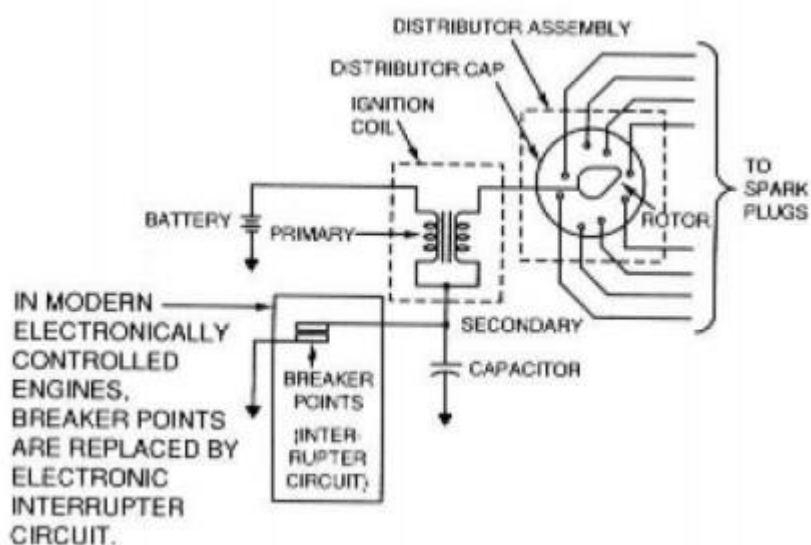 DISTRIBUTOR ASSEMBLY
DISTRIBUTOR CAP
IGNITION
COIL
TO
SPARK
PLUGS
BATTERY
PRIMARY
ROTOR
IN MODERN
ELECTRONICALLY
CONTROLLED
ENGINES,
BREAKER POINTS
ARE REPLACED BY
ELECTRONIC
INTERRUPTER
CIRCUIT.
SECONDARY
CAPACITOR
BREAKER
POINTS
(INTER-
RUPTER
CIRCUIT)